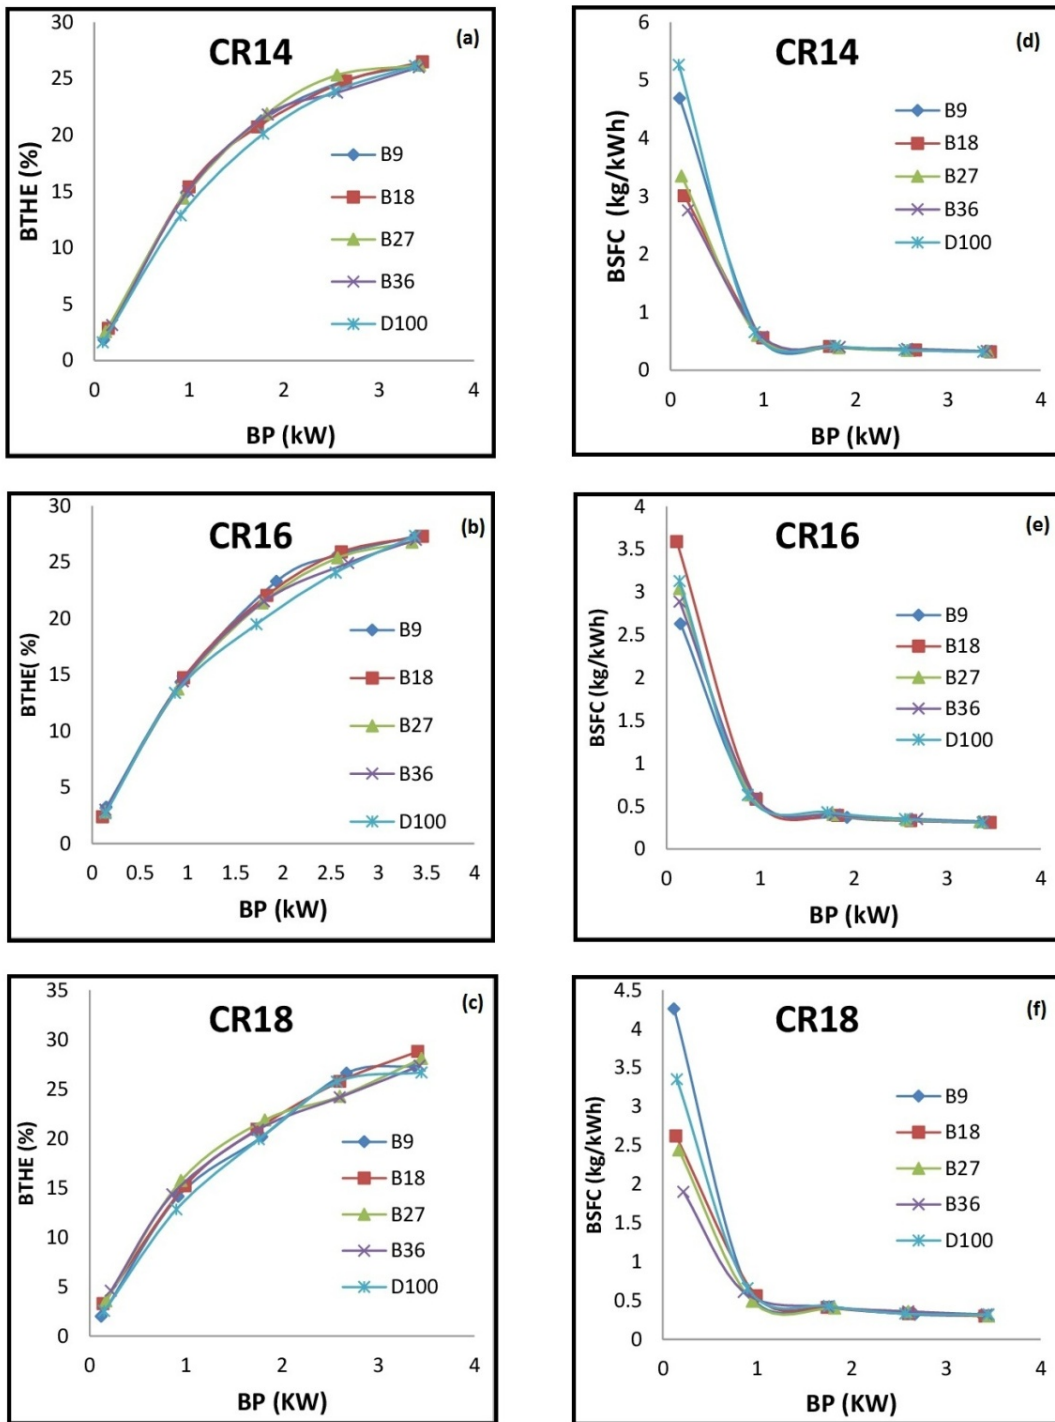 CR14
(a)
BTHE (%)
30
25
20
15
10
5
0
0 1 2 3 4
BP (kW)
B9
B18
B27
B36
D100
CR14
(d)
BSFC (kg/kWh)
6
5
4
3
2
1
0
0 1 2 3 4
BP (kW)
B9
B18
B27
B36
D100
CR16
(b)
BTHE( %)
30
25
20
15
10
5
0
0 0.5 1 1.5 2 2.5 3 3.5 4
BP (kW)
B9
B18
B27
B36
D100
CR16
(e)
BSFC (kg/kWh)
4
3.5
3
2.5
2
1.5
1
0.5
0
0 1 2 3 4
BP (kW)
B9
B18
B27
B36
D100
CR18
(c)
BTHE (%)
35
30
25
20
15
10
5
0
0 1 2 3 4
BP (KW)
B9
B18
B27
B36
D100
CR18
(f)
BSFC (kg/kWh)
4.5
4
3.5
3
2.5
2
1.5
1
0.5
0
0 1 2 3 4
BP (KW)
B9
B18
B27
B36
D100